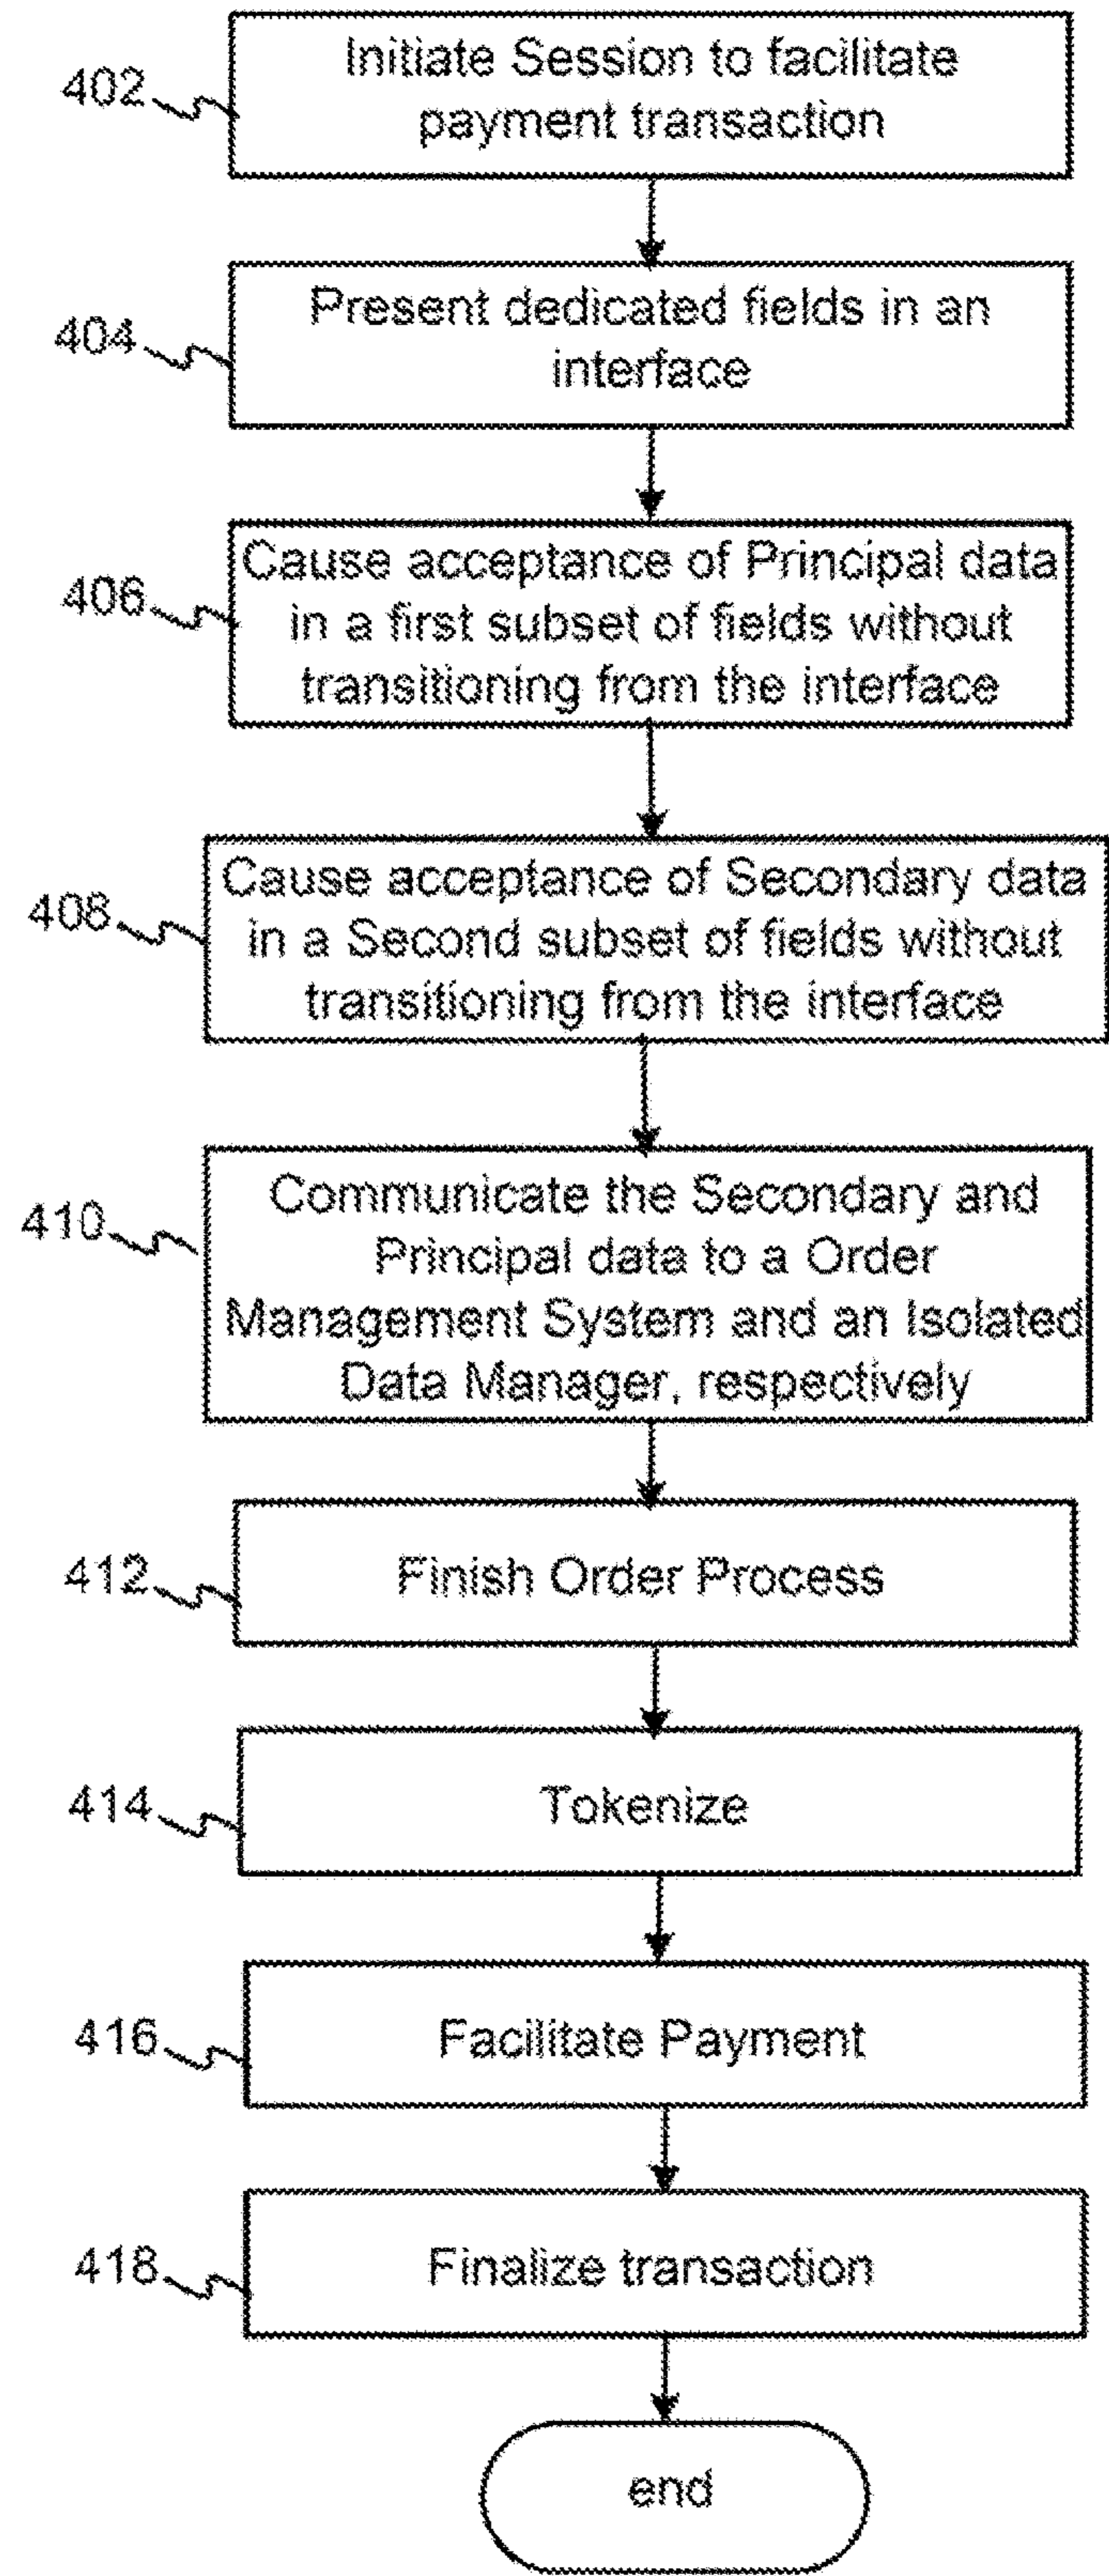 402
Initiate Session to facilitate
payment transaction
404
Present dedicated fields in an
interface
406
Cause acceptance of Principal data
in a first subset of fields without
transitioning from the interface
408
Cause acceptance of Secondary data
in a Second subset of fields without
transitioning from the interface
410
Communicate the Secondary and
Principal data to a Order
Management System and an Isolated
Data Manager, respectively
412
Finish Order Process
414
Tokenize
416
Facilitate Payment
418
Finalize transaction
end